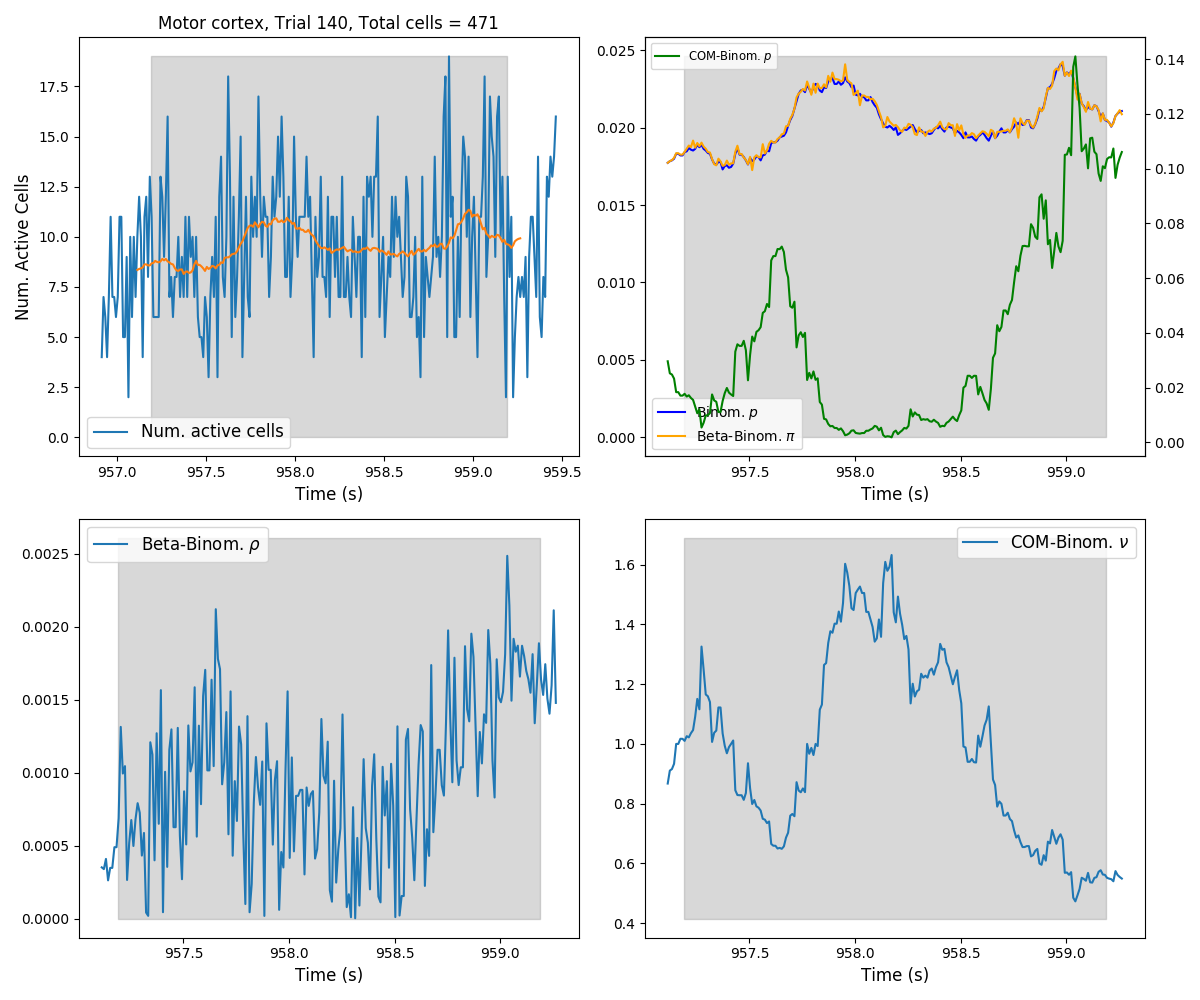 Motor cortex, Trial 140, Total cells = 471
Num. Active Cells
17.5
15.0
12.5
10.0
7.5
5.0
2.5
0.0
Num. active cells
957.0 957.5 958.0 958.5 959.0 959.5
Time (s)
COM-Binom. p
0.025
0.020
0.015
0.010
0.005
0.000
0.14
0.12
0.10
0.08
0.06
0.04
0.02
0.00
Binom. p
Beta-Binom. π
957.5 958.0 958.5 959.0
Time (s)
Beta-Binom. ρ
0.0025
0.0020
0.0015
0.0010
0.0005
0.0000
957.5 958.0 958.5 959.0
Time (s)
COM-Binom. ν
1.6
1.4
1.2
1.0
0.8
0.6
0.4
957.5 958.0 958.5 959.0
Time (s)